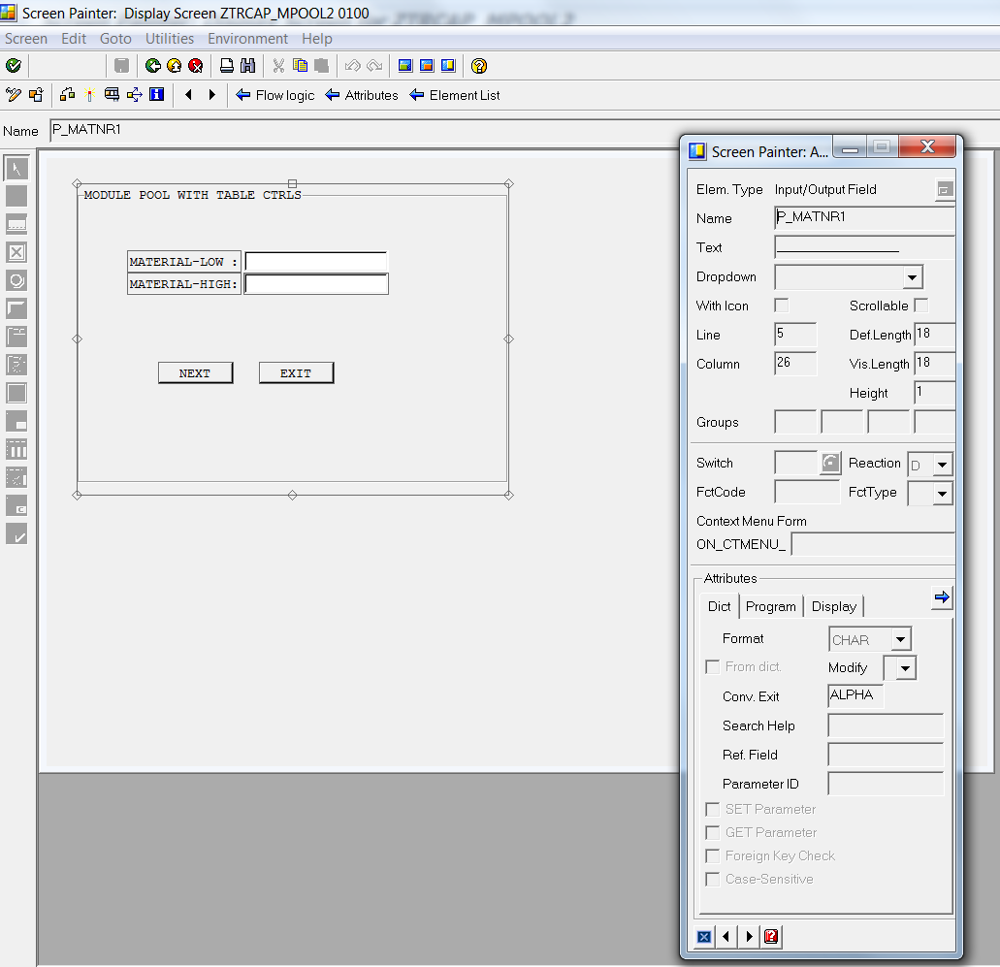 Screen Painter: Display Screen ZTRCAP_MPOOL2 0100
Screen Edit Goto Utilities Environment Help
Flow logic Attributes Element List
Name P_MATNR1
MODULE POOL WITH TABLE CTRLS
MATERIAL-LOW :
MATERIAL-HIGH:
NEXT EXIT
Screen Painter: A...
Elem. Type Input/Output Field
Name P_MATNR1
Text __________________
Dropdown
With Icon Scrollable
Line 5 Def.Length 18
Column 26 Vis.Length 18
Height 1
Groups
Switch Reaction D
FctCode FctType
Context Menu Form
ON_CTMENU_
Attributes
Dict Program Display
Format CHAR
From dict. Modify
Conv. Exit ALPHA
Search Help
Ref. Field
Parameter ID
SET Parameter
GET Parameter
Foreign Key Check
Case-Sensitive